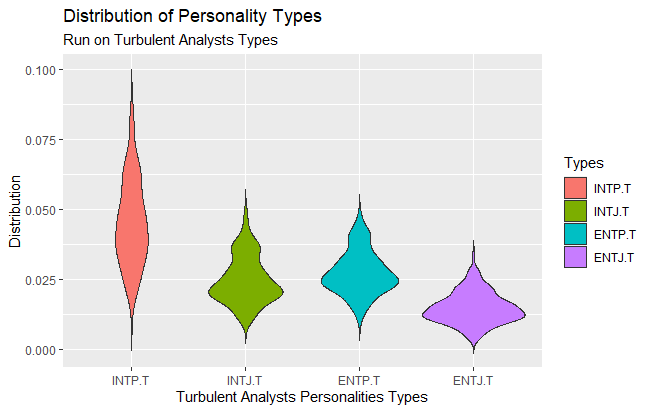 Distribution of Personality Types
Run on Turbulent Analysts Types
0.100
0.075
0.050
0.025
0.000
Distribution
INTP.T INTJ.T ENTP.T ENTJ.T
Turbulent Analysts Personalities Types
Types
INTP.T
INTJ.T
ENTP.T
ENTJ.T